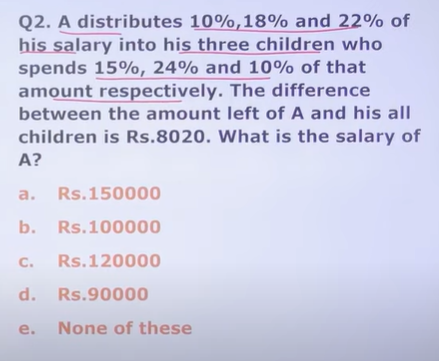 Q2. A distributes 10%,18% and 22% of
his salary into his three children who
spends 15%, 24% and 10% of that
amount respectively. The difference
between the amount left of A and his all
children is Rs.8020. What is the salary of
A?
a. Rs.150000
b. Rs.100000
c. Rs.120000
d. Rs.90000
e. None of these